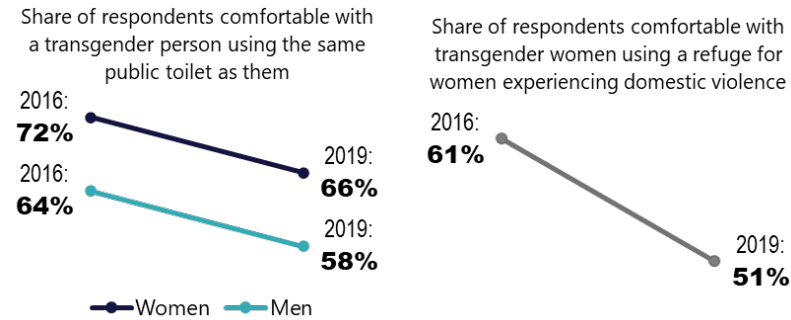 Share of respondents comfortable with
a transgender person using the same
public toilet as them
2016:
72%
2019:
66%
2016:
64%
2019:
58%
Women
Men
Share of respondents comfortable with
transgender women using a refuge for
women experiencing domestic violence
2016:
61%
2019:
51%